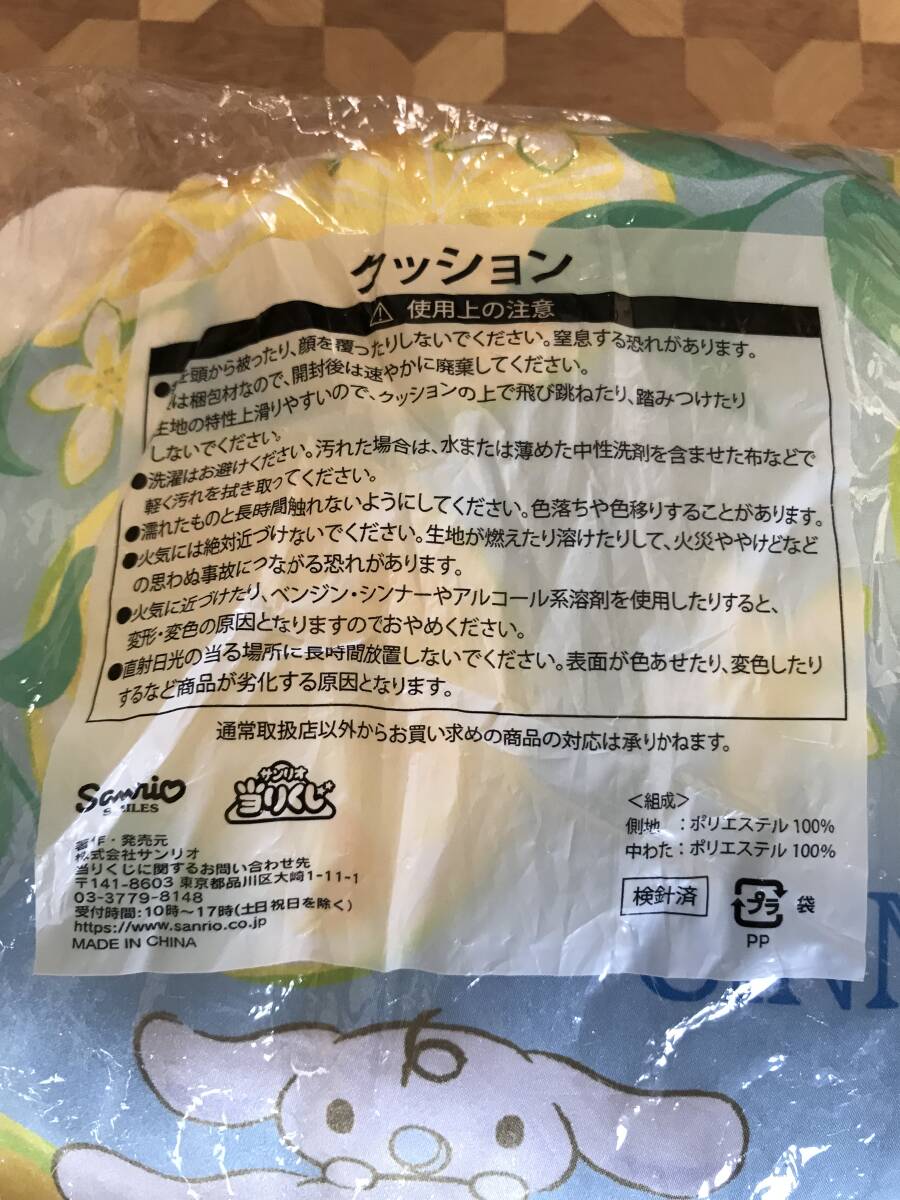 クッション
使用上の注意
を頭から被ったり、顔を覆ったりしないでください。窒息する恐れがあります。
は梱包材なので、開封後は速やかに廃棄してください。
●生地の特性上滑りやすいので、クッションの上で飛び跳ねたり、踏みつけたり
しないでください。
●洗濯はお避けください。汚れた場合は、水または薄めた中性洗剤を含ませた布などで
軽く汚れを拭き取ってください。
●濡れたものと長時間触れないようにしてください。色落ちや色移りすることがあります。
●火気には絶対近づけないでください。生地が燃えたり溶けたりして、火災ややけどなど
の思わぬ事故につながる恐れがあります。
●火気に近づけたり、ベンジン・シンナーやアルコール系溶剤を使用したりすると、
変形・変色の原因となりますのでおやめください。
●直射日光の当る場所に長時間放置しないでください。表面が色あせたり、変色したり
するなど商品が劣化する原因となります。
通常取扱店以外からお買い求めの商品の対応は承りかねます。
Sanrio
SMILES
サンリオ
当りくじ
著作・発売元
株式会社サンリオ
当りくじに関するお問い合わせ先
〒141-8603 東京都品川区大崎1-11-1
03-3779-8148
受付時間:10時〜17時(土日祝日を除く)
https://www.sanrio.co.jp
MADE IN CHINA
<組成>
側地 :ポリエステル 100%
中わた:ポリエステル 100%
検針済
プラ
袋
PP